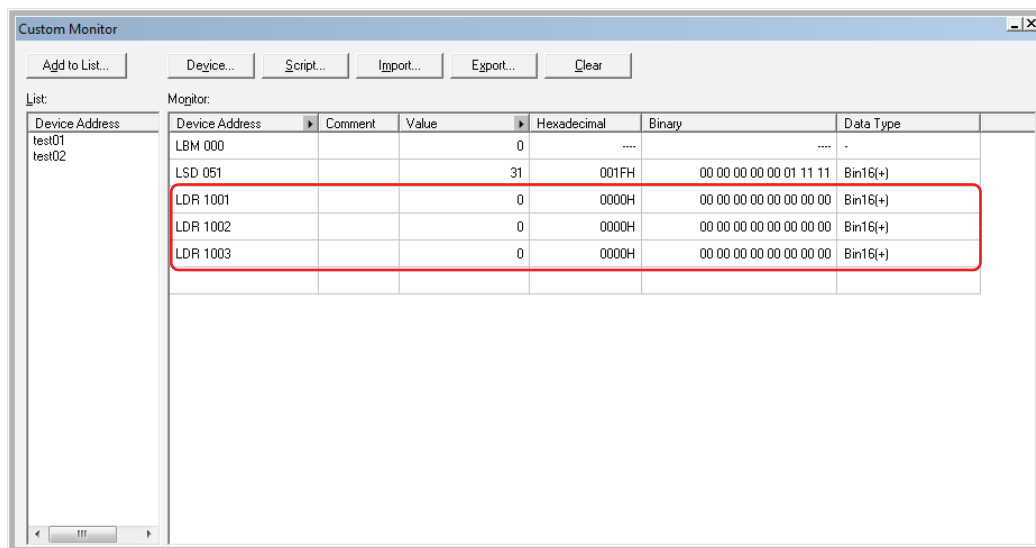 Custom Monitor
Add to List... Device... Script... Import... Export... Clear
List: Monitor:
Device Address Device Address Comment Value Hexadecimal Binary Data Type
test01
test02
LBM 000 0 ---- ---- -
LSD 051 31 001FH 00 00 00 00 00 01 11 11 Bin16(+)
LDR 1001 0 0000H 00 00 00 00 00 00 00 00 Bin16(+)
LDR 1002 0 0000H 00 00 00 00 00 00 00 00 Bin16(+)
LDR 1003 0 0000H 00 00 00 00 00 00 00 00 Bin16(+)